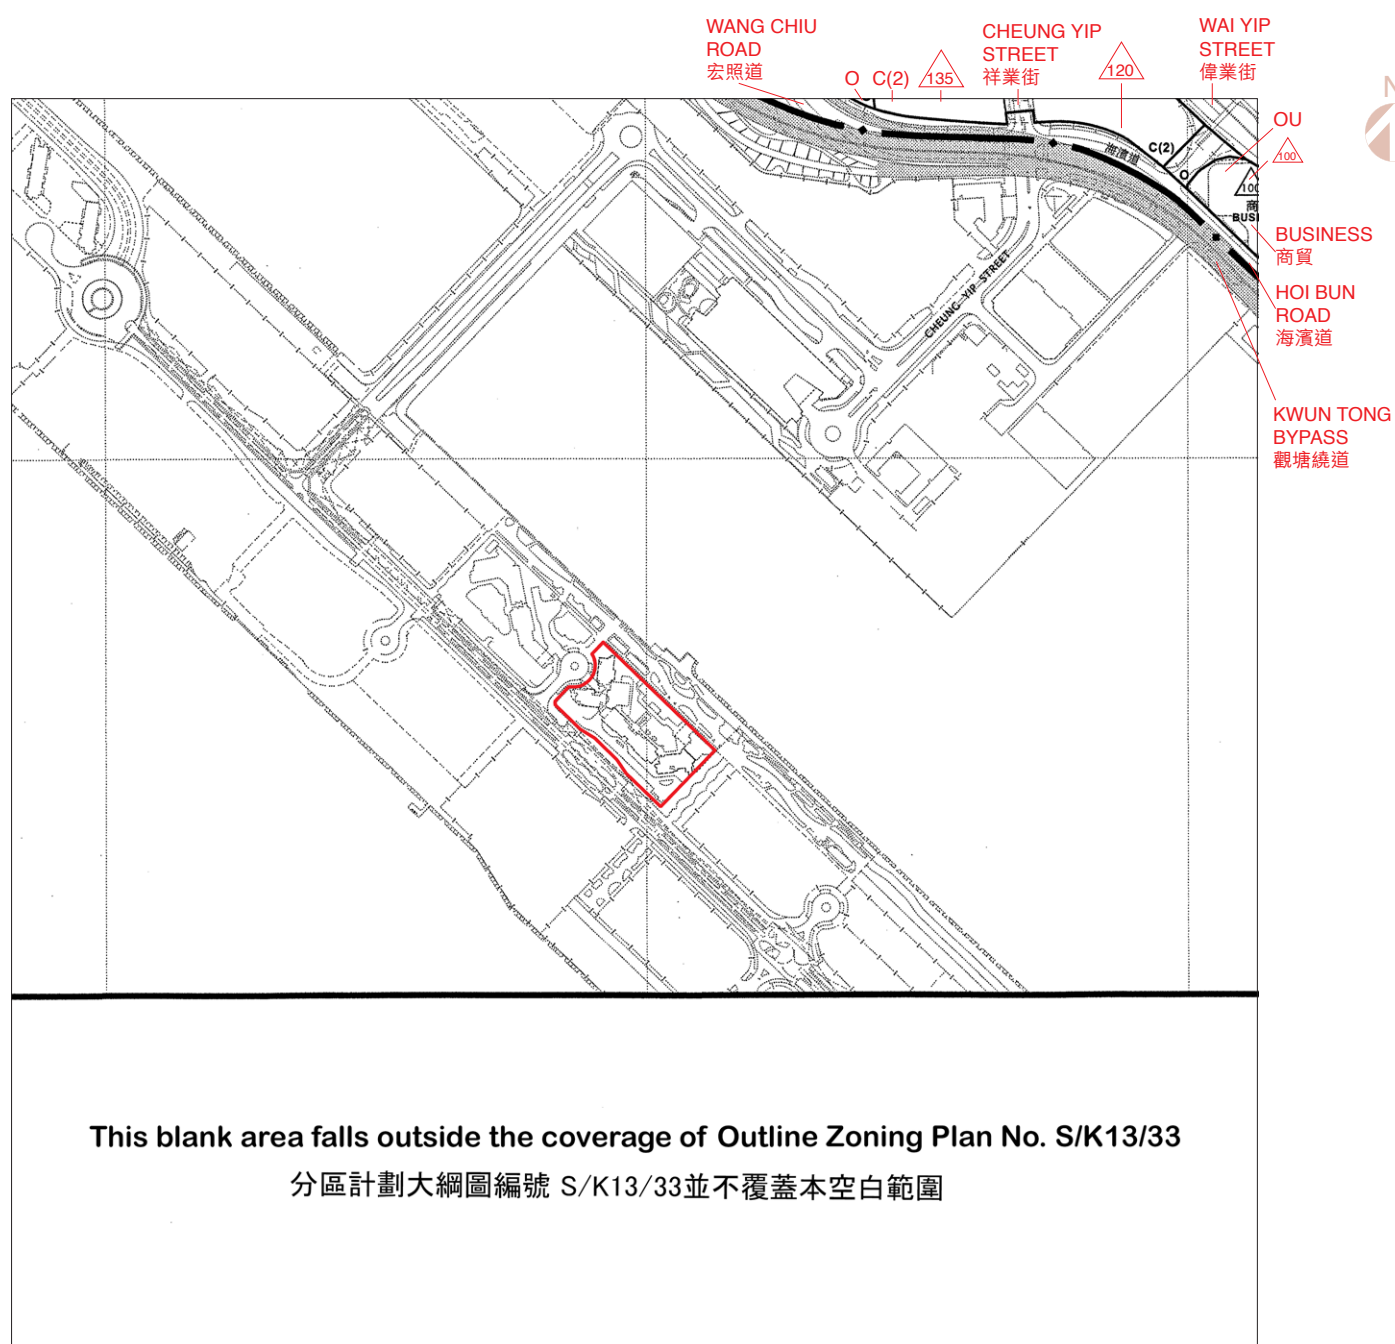 WANG CHIU
ROAD
宏照道
O
C(2)
135
CHEUNG YIP
STREET
祥業街
120
WAI YIP
STREET
偉業街
N
OU
100
海濱道
C(2)
O
100
商
BUSI
BUSINESS
商貿
HOI BUN
ROAD
海濱道
CHEUNG YIP STREET
KWUN TONG
BYPASS
觀塘繞道
This blank area falls outside the coverage of Outline Zoning Plan No. S/K13/33
分區計劃大綱圖編號 S/K13/33並不覆蓋本空白範圍